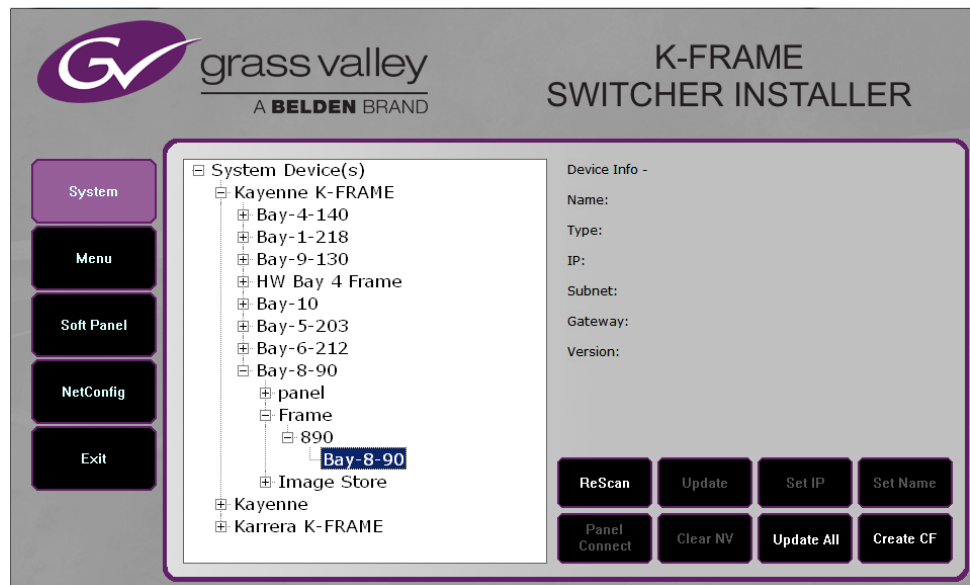 GV grass valley
A BELDEN BRAND
K-FRAME
SWITCHER INSTALLER
System
Menu
Soft Panel
NetConfig
Exit
System Device(s)
Kayenne K-FRAME
Bay-4-140
Bay-1-218
Bay-9-130
HW Bay 4 Frame
Bay-10
Bay-5-203
Bay-6-212
Bay-8-90
panel
Frame
890
Bay-8-90
Image Store
Kayenne
Karrera K-FRAME
Device Info -
Name:
Type:
IP:
Subnet:
Gateway:
Version:
ReScan
Update
Set IP
Set Name
Panel
Connect
Clear NV
Update All
Create CF